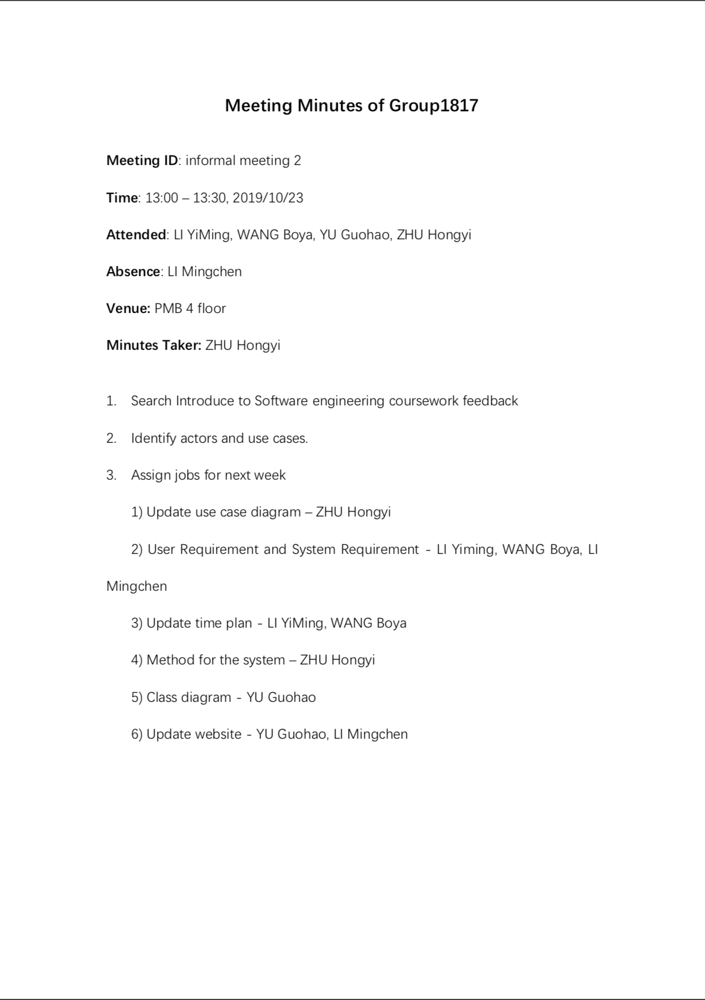 Meeting Minutes of Group1817
Meeting ID: informal meeting 2
Time: 13:00 – 13:30, 2019/10/23
Attended: LI YiMing, WANG Boya, YU Guohao, ZHU Hongyi
Absence: LI Mingchen
Venue: PMB 4 floor
Minutes Taker: ZHU Hongyi
1. Search Introduce to Software engineering coursework feedback
2. Identify actors and use cases.
3. Assign jobs for next week
1) Update use case diagram – ZHU Hongyi
2) User Requirement and System Requirement - LI Yiming, WANG Boya, LI
Mingchen
3) Update time plan - LI YiMing, WANG Boya
4) Method for the system – ZHU Hongyi
5) Class diagram - YU Guohao
6) Update website - YU Guohao, LI Mingchen